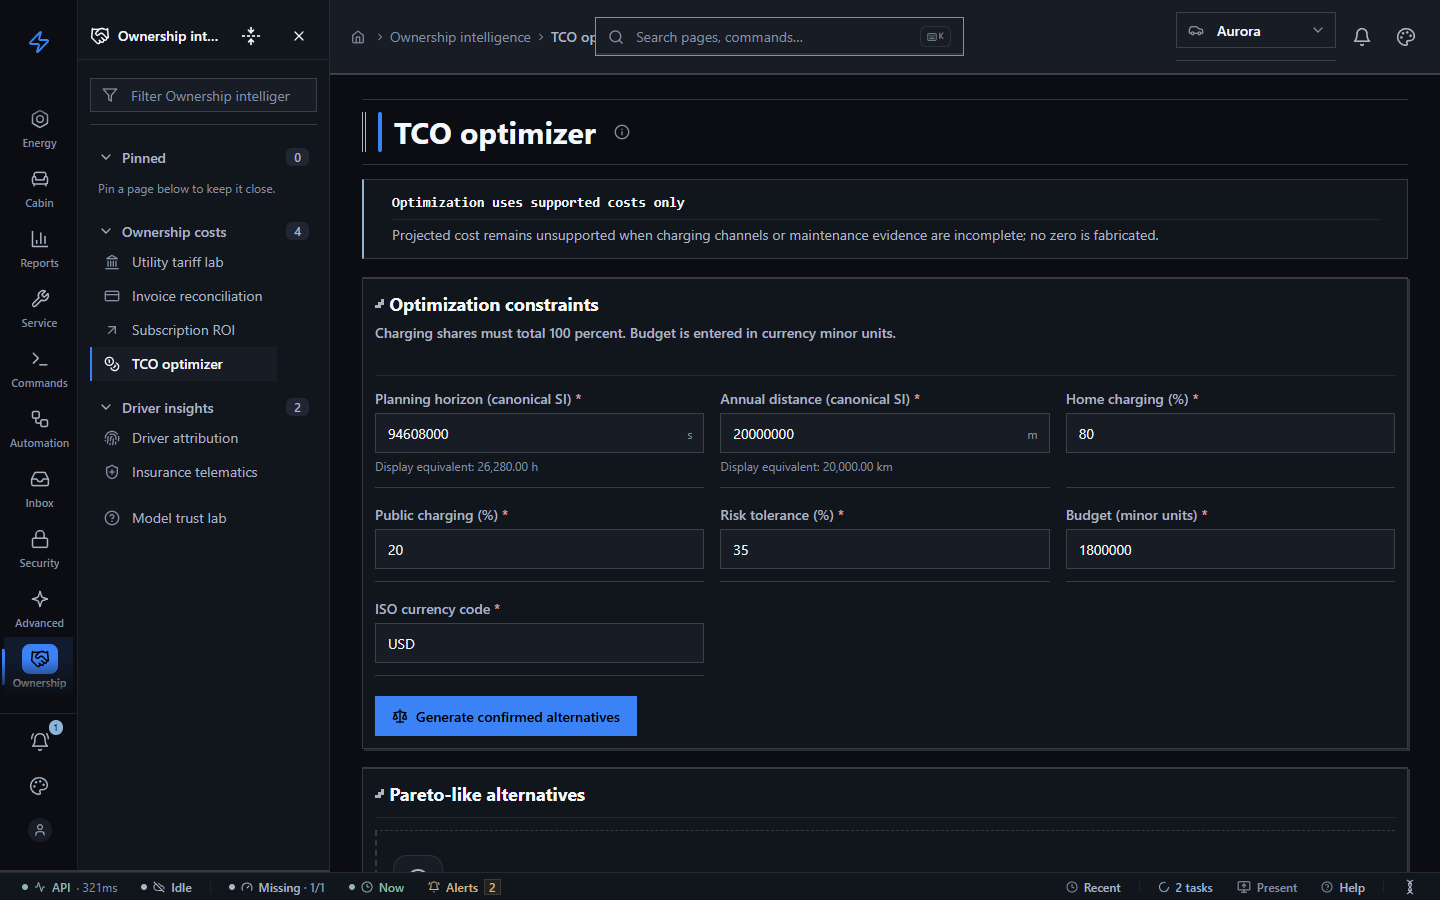 Energy
Cabin
Reports
Service
Commands
Automation
Inbox
Security
Advanced
Ownership
1
Ownership int...
Filter Ownership intelliger
Pinned 0
Pin a page below to keep it close.
Ownership costs 4
Utility tariff lab
Invoice reconciliation
Subscription ROI
TCO optimizer
Driver insights 2
Driver attribution
Insurance telematics
Model trust lab
Ownership intelligence TCO op
Search pages, commands... K
Aurora
TCO optimizer
Optimization uses supported costs only
Projected cost remains unsupported when charging channels or maintenance evidence are incomplete; no zero is fabricated.
Optimization constraints
Charging shares must total 100 percent. Budget is entered in currency minor units.
Planning horizon (canonical SI) * Annual distance (canonical SI) * Home charging (%) *
94608000 s 20000000 m 80
Display equivalent: 26,280.00 h Display equivalent: 20,000.00 km
Public charging (%) * Risk tolerance (%) * Budget (minor units) *
20 35 1800000
ISO currency code *
USD
Generate confirmed alternatives
Pareto-like alternatives
API · 321ms Idle Missing · 1/1 Now Alerts 2 Recent 2 tasks Present Help